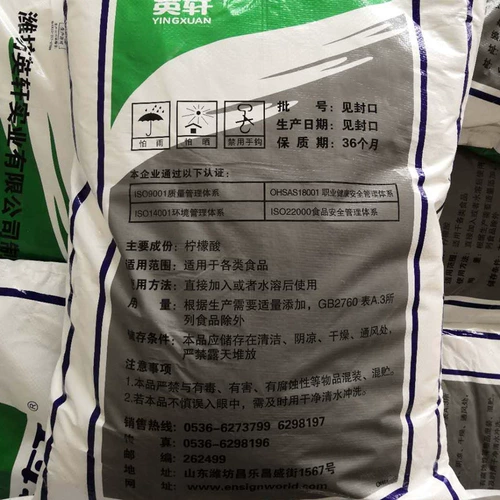 英轩
YINGXUAN
潍坊英轩实业有限公司制
批 号：见封口
生产日期：见封口
保 质 期：36个月
怕雨 怕晒 禁用手钩
本企业通过以下认证：
ISO9001质量管理体系 OHSAS18001 职业健康安全管理体系
ISO14001环境管理体系 ISO22000食品安全管理体系
主要成份：柠檬酸
适用范围：适用于各类食品
使用方法：直接加入或者水溶后使用
用 量：根据生产需要适量添加，GB2760 表A.3所
列食品除外
储存条件：本品应储存在清洁、阴凉、干燥、通风处，
严禁露天堆放
注意事项
1.本品严禁与有毒、有害、有腐蚀性等物品混装、混贮。
2.若本品不慎误入眼中，需及时用干净清水冲洗。
销售热线：0536-6273799 6298197
传 真：0536-6298196
邮 编：262499
地 址：山东潍坊昌乐昌盛街1567号
www.ensignworld.com